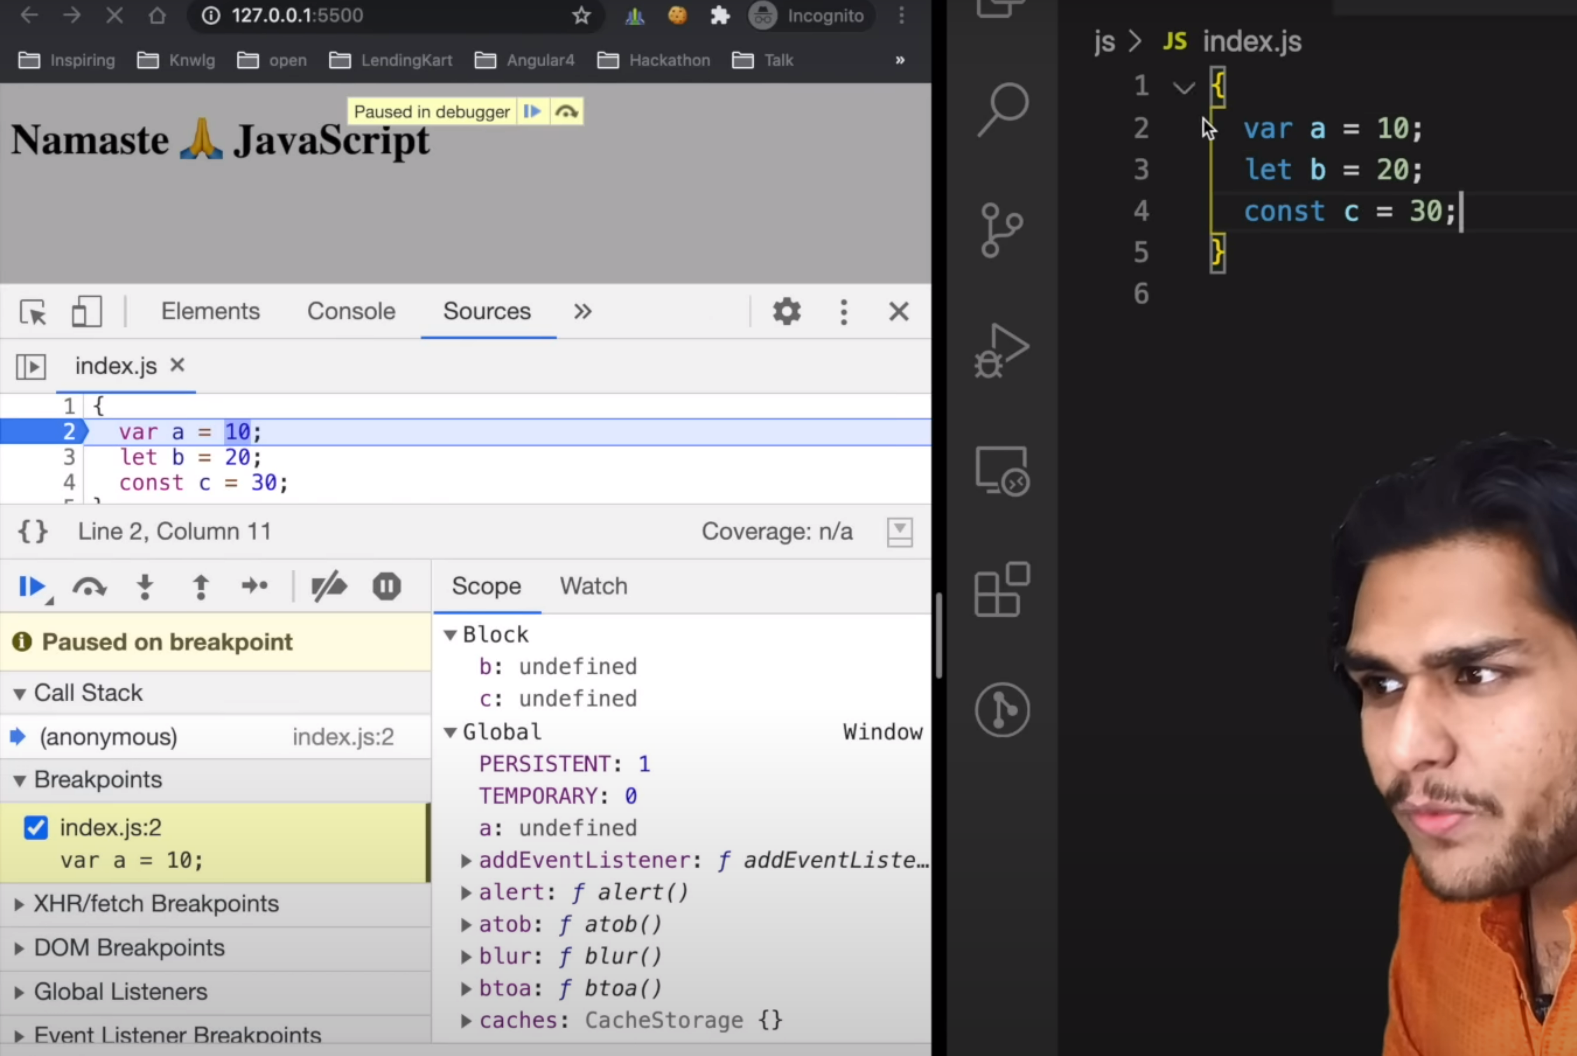 127.0.0.1:5500
Incognito
Inspiring
Knwlg
open
LendingKart
Angular4
Hackathon
Talk
»
Paused in debugger
Namaste 🙏 JavaScript
Elements
Console
Sources
»
index.js ×
1 {
2 var a = 10;
3 let b = 20;
4 const c = 30;
{} Line 2, Column 11
Coverage: n/a
Paused on breakpoint
Call Stack
(anonymous) index.js:2
Breakpoints
index.js:2
var a = 10;
XHR/fetch Breakpoints
DOM Breakpoints
Global Listeners
Event Listener Breakpoints
Scope
Watch
Block
b: undefined
c: undefined
Global Window
PERSISTENT: 1
TEMPORARY: 0
a: undefined
addEventListener: ƒ addEventListe…
alert: ƒ alert()
atob: ƒ atob()
blur: ƒ blur()
btoa: ƒ btoa()
caches: CacheStorage {}
js > JS index.js
1 {
2 var a = 10;
3 let b = 20;
4 const c = 30;
5 }
6